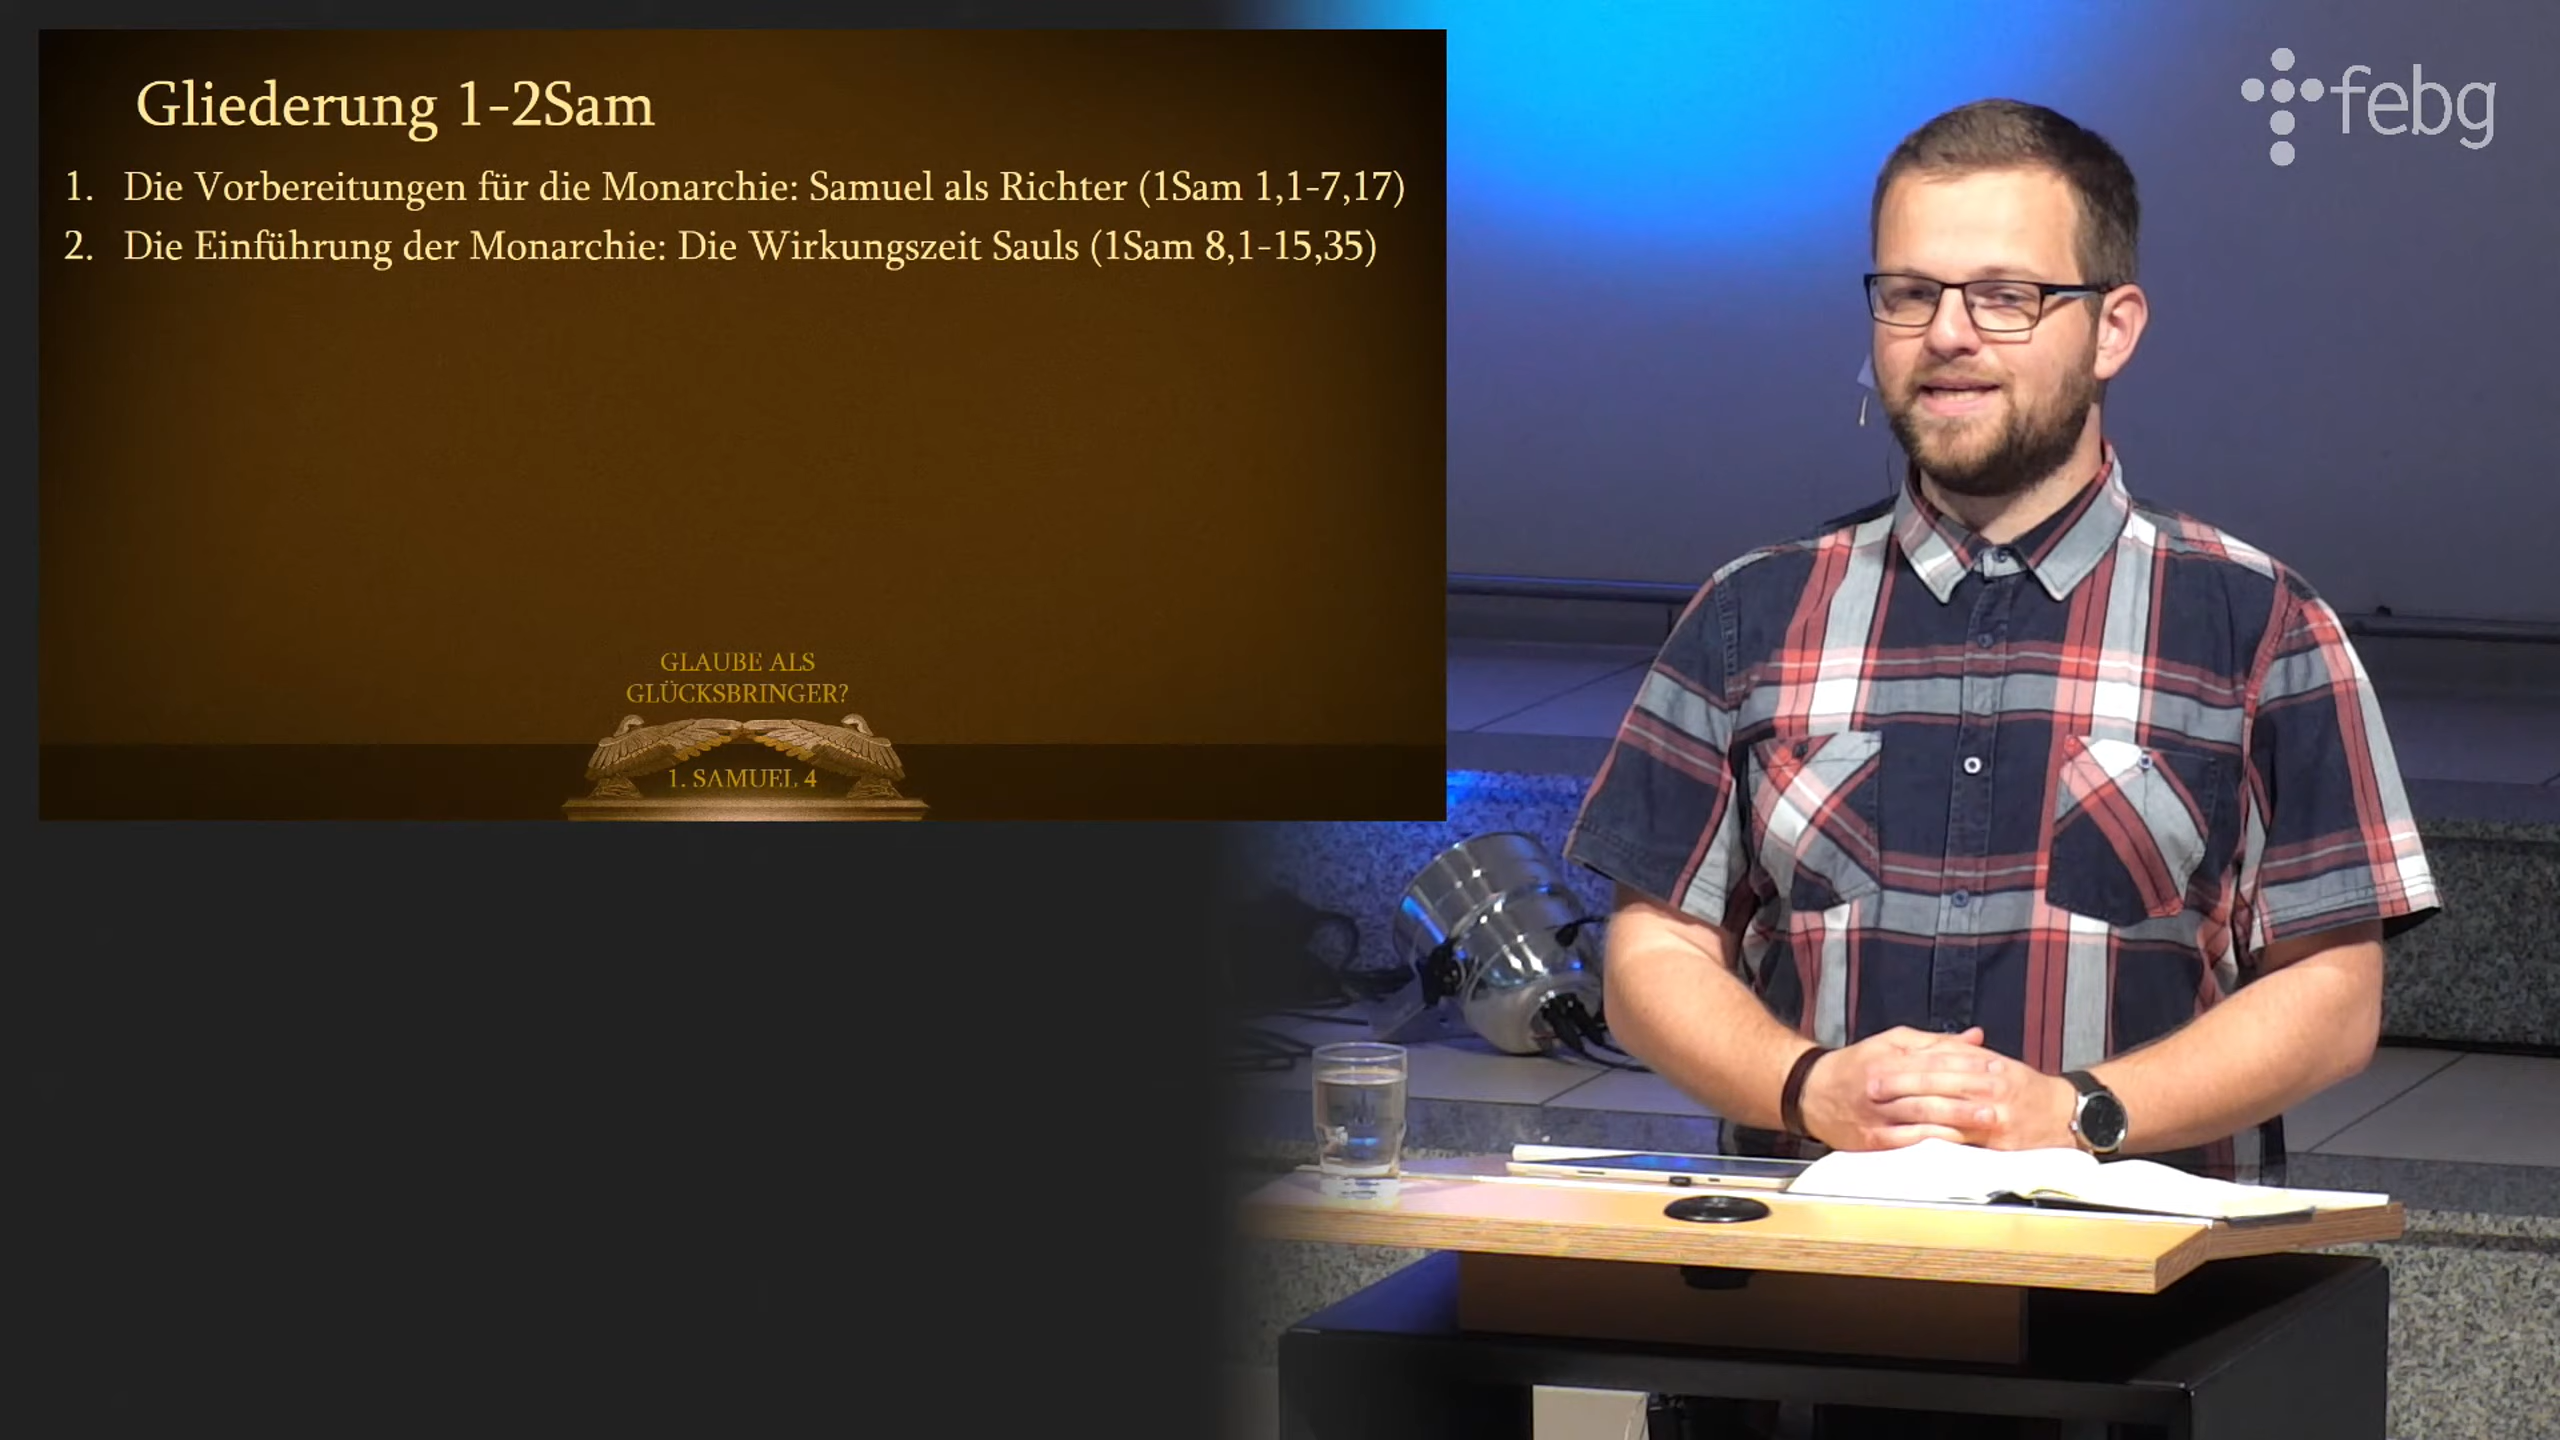 Gliederung 1-2Sam
1. Die Vorbereitungen für die Monarchie: Samuel als Richter (1Sam 1,1-7,17)
2. Die Einführung der Monarchie: Die Wirkungszeit Sauls (1Sam 8,1-15,35)
GLAUBE ALS
GLÜCKSBRINGER?
1. SAMUEL 4
febg